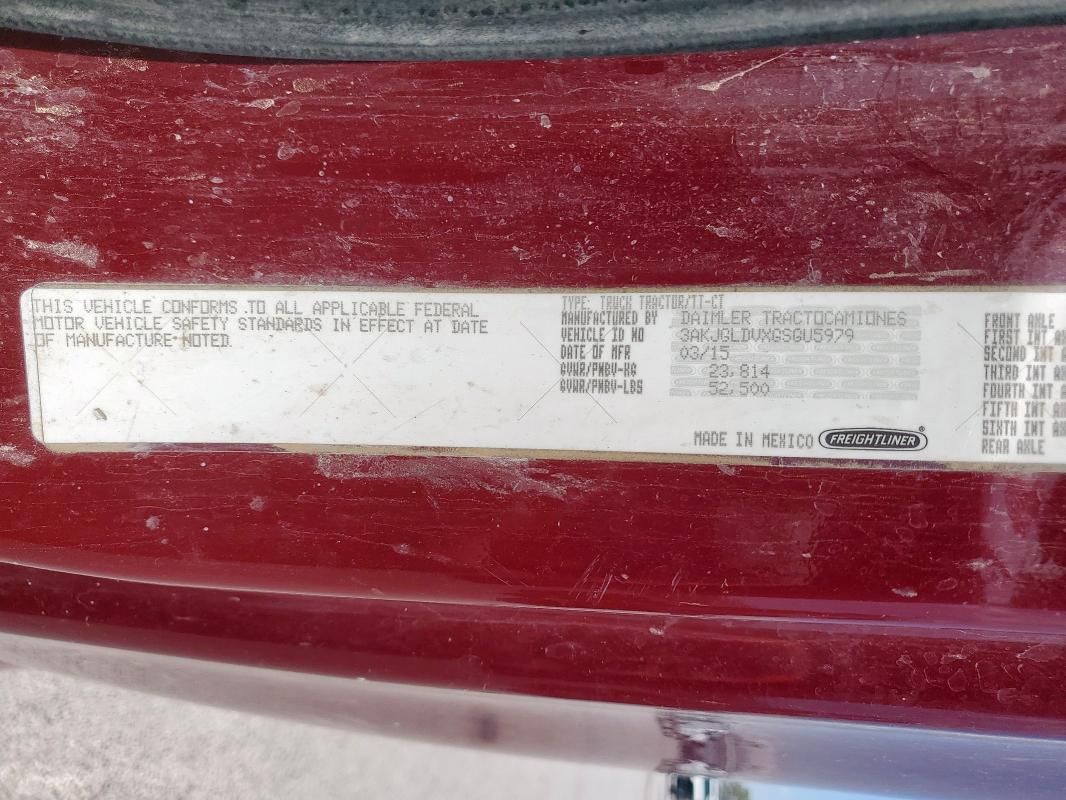 THIS VEHICLE CONFORMS TO ALL APPLICABLE FEDERAL
MOTOR VEHICLE SAFETY STANDARDS IN EFFECT AT DATE
OF MANUFACTURE NOTED.
TYPE: TRUCK TRACTOR/TT-CT
MANUFACTURED BY DAIMLER TRACTOCAMIONES
VEHICLE ID NO 3AKJGLDVXGSGU5979
DATE OF MFR 03/15
GVWR/PNBV-KG 23,814
GVWR/PNBV-LBS 52,500
MADE IN MEXICO FREIGHTLINER®
FRONT AXLE
FIRST INT A
SECOND INT A
THIRD INT AX
FOURTH INT A
FIFTH INT AX
SIXTH INT AX
REAR AXLE